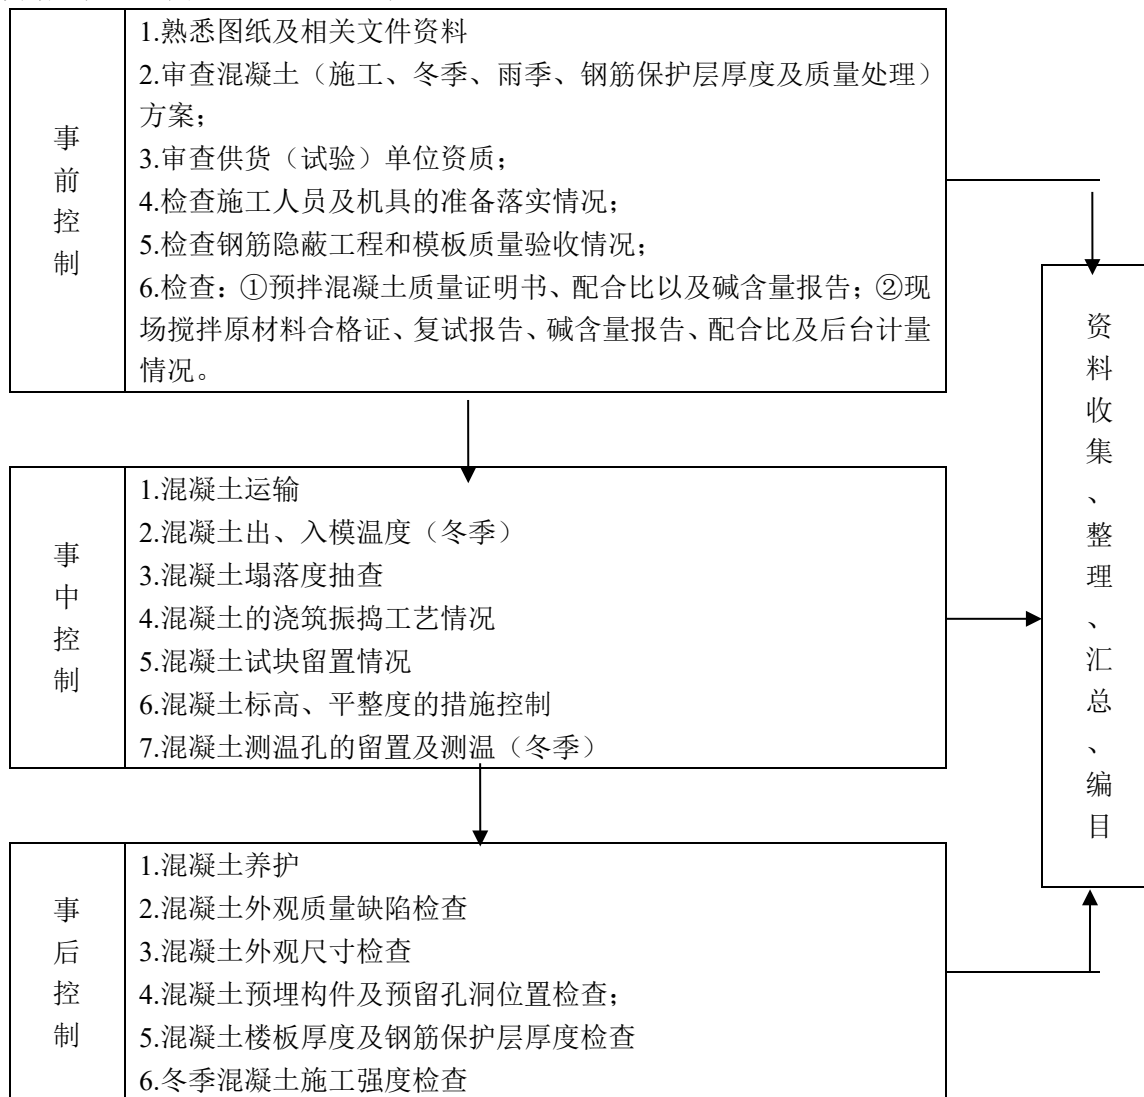 事前控制
1.熟悉图纸及相关文件资料
2.审查混凝土（施工、冬季、雨季、钢筋保护层厚度及质量处理）
方案；
3.审查供货（试验）单位资质；
4.检查施工人员及机具的准备落实情况；
5.检查钢筋隐蔽工程和模板质量验收情况；
6.检查：①预拌混凝土质量证明书、配合比以及碱含量报告；②现
场搅拌原材料合格证、复试报告、碱含量报告、配合比及后台计量
情况。
事中控制
1.混凝土运输
2.混凝土出、入模温度（冬季）
3.混凝土塌落度抽查
4.混凝土的浇筑振捣工艺情况
5.混凝土试块留置情况
6.混凝土标高、平整度的措施控制
7.混凝土测温孔的留置及测温（冬季）
事后控制
1.混凝土养护
2.混凝土外观质量缺陷检查
3.混凝土外观尺寸检查
4.混凝土预埋构件及预留孔洞位置检查；
5.混凝土楼板厚度及钢筋保护层厚度检查
6.冬季混凝土施工强度检查
资料收集、整理、汇总、编目